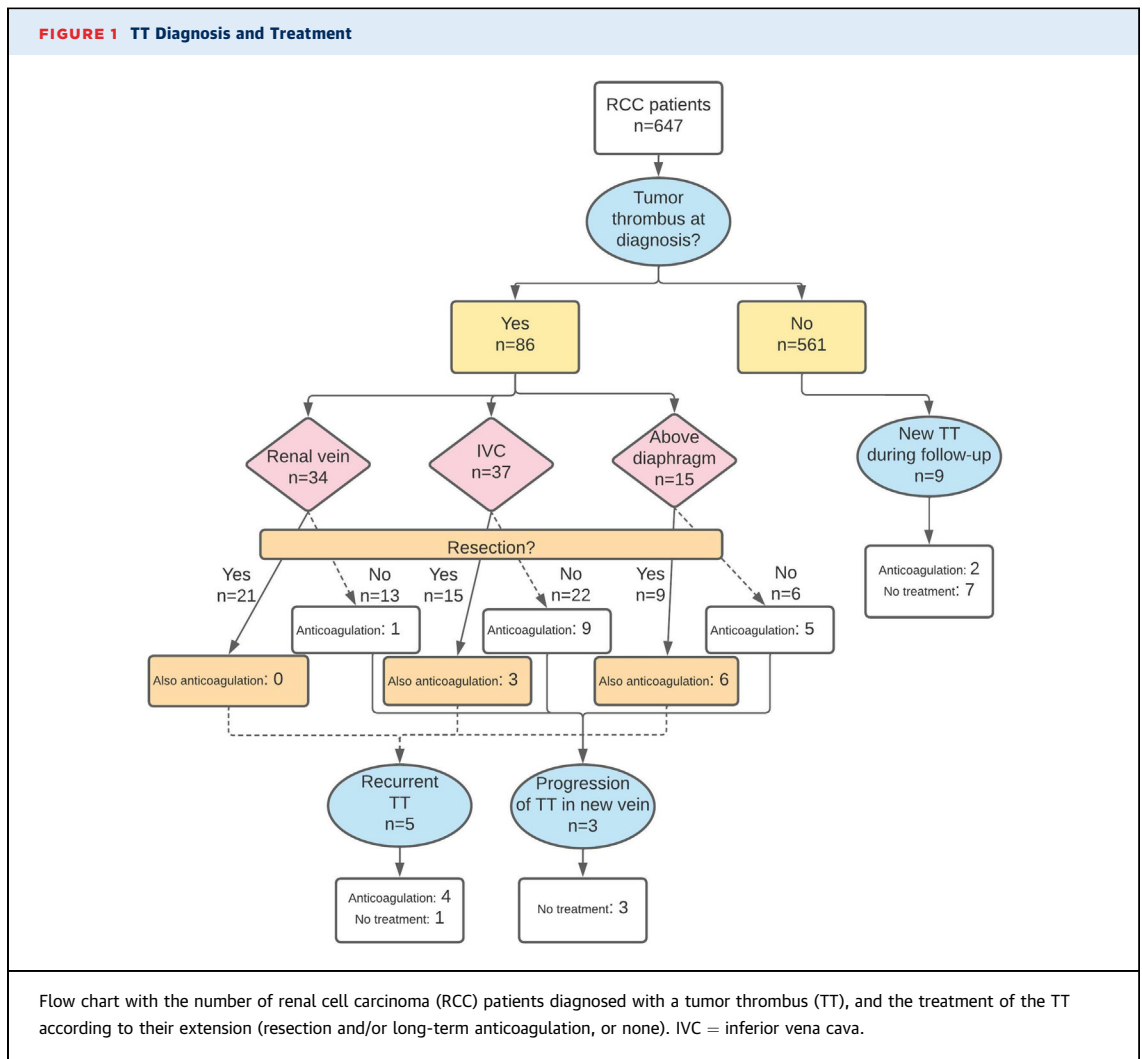 FIGURE 1 TT Diagnosis and Treatment
RCC patients
n=647
Tumor
thrombus at
diagnosis?
Yes
n=86
No
n=561
Renal vein
n=34
IVC
n=37
Above
diaphragm
n=15
New TT
during follow-up
n=9
Resection?
Yes
n=21
No
n=13
Yes
n=15
No
n=22
Yes
n=9
No
n=6
Anticoagulation: 2
No treatment: 7
Anticoagulation: 1
Anticoagulation: 9
Anticoagulation: 5
Also anticoagulation: 0
Also anticoagulation: 3
Also anticoagulation: 6
Recurrent
TT
n=5
Progression
of TT in new vein
n=3
Anticoagulation: 4
No treatment: 1
No treatment: 3
Flow chart with the number of renal cell carcinoma (RCC) patients diagnosed with a tumor thrombus (TT), and the treatment of the TT
according to their extension (resection and/or long-term anticoagulation, or none). IVC = inferior vena cava.